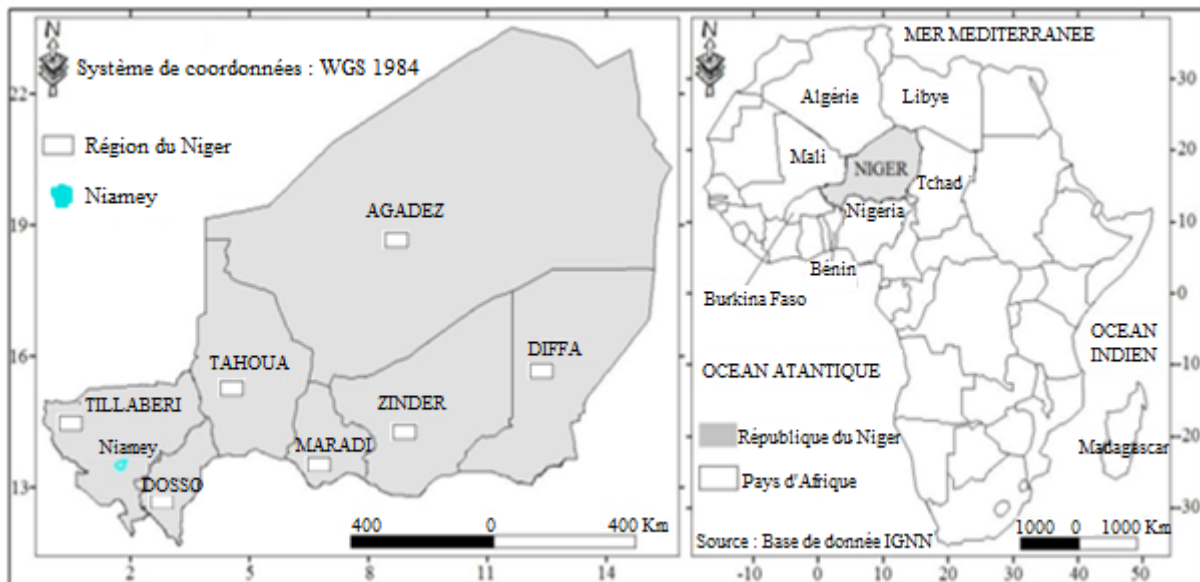 N
Système de coordonnées : WGS 1984
Région du Niger
Niamey
AGADEZ
TAHOUA
DIFFA
TILLABERI
ZINDER
Niamey
MARADI
DOSSO
400 0 400 Km
22
19
16
13
2 6 8 11 14
N
MER MEDITERRANEE
Algérie
Libye
Mali
NIGER
Tchad
Nigéria
Bénin
Burkina Faso
OCEAN
INDIEN
OCEAN ATANTIQUE
République du Niger
Madagascar
Pays d'Afrique
1000 0 1000 Km
Source : Base de donnée IGNN
30
20
10
0
-10
-20
-30
-10 0 10 20 30 40 50